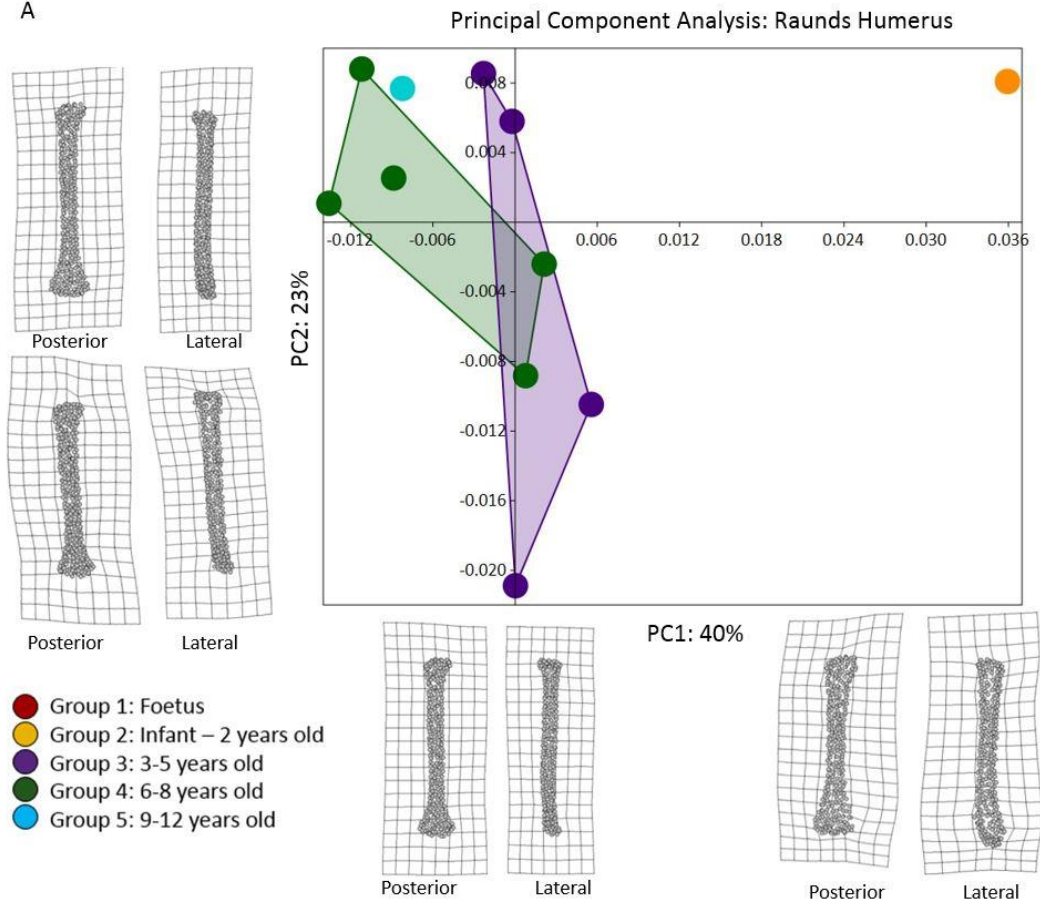 A
Principal Component Analysis: Raunds Humerus
0.008
0.004
-0.012 -0.006 0.006 0.012 0.018 0.024 0.030 0.036
-0.004
-0.008
-0.012
-0.016
-0.020
PC2: 23%
Posterior Lateral
Posterior Lateral
PC1: 40%
Group 1: Foetus
Group 2: Infant – 2 years old
Group 3: 3-5 years old
Group 4: 6-8 years old
Group 5: 9-12 years old
Posterior Lateral
Posterior Lateral